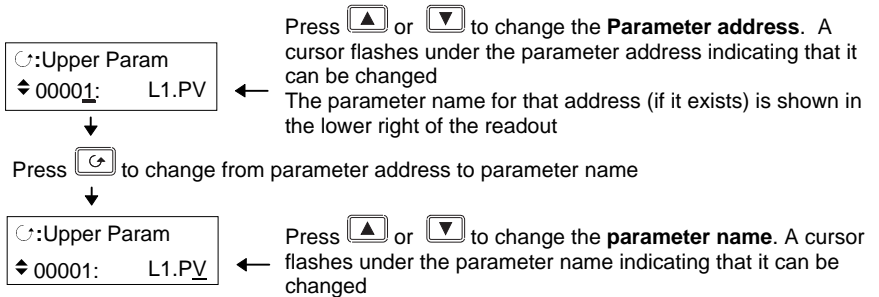 Press ▲ or ▼ to change the Parameter address. A
cursor flashes under the parameter address indicating that it
can be changed
The parameter name for that address (if it exists) is shown in
the lower right of the readout
:Upper Param
00001: L1.PV
Press to change from parameter address to parameter name
:Upper Param
00001: L1.PV
Press ▲ or ▼ to change the parameter name. A cursor
flashes under the parameter name indicating that it can be
changed